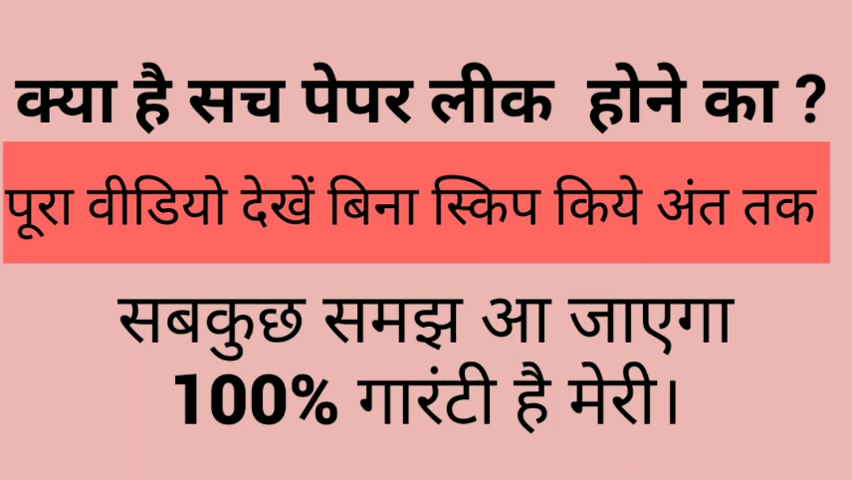 क्या है सच पेपर लीक होने का ?
पूरा वीडियो देखें बिना स्किप किये अंत तक
सबकुछ समझ आ जाएगा
100% गारंटी है मेरी।